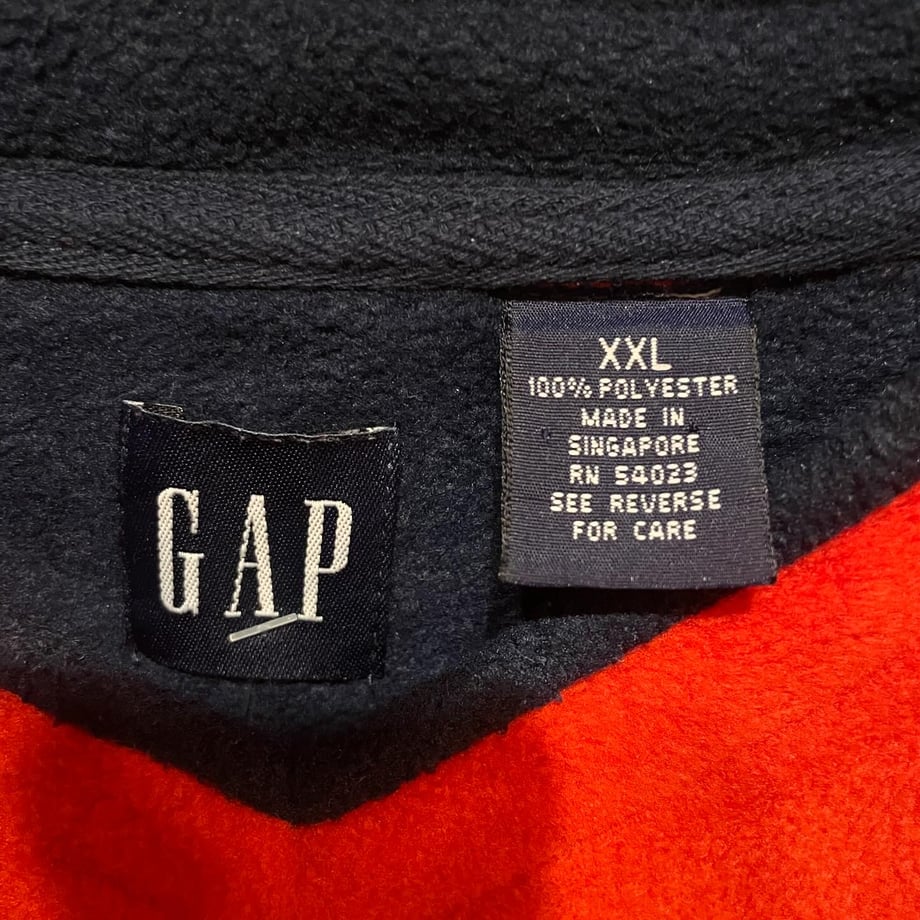 GAP
XXL
100% POLYESTER
MADE IN
SINGAPORE
RN 54023
SEE REVERSE
FOR CARE